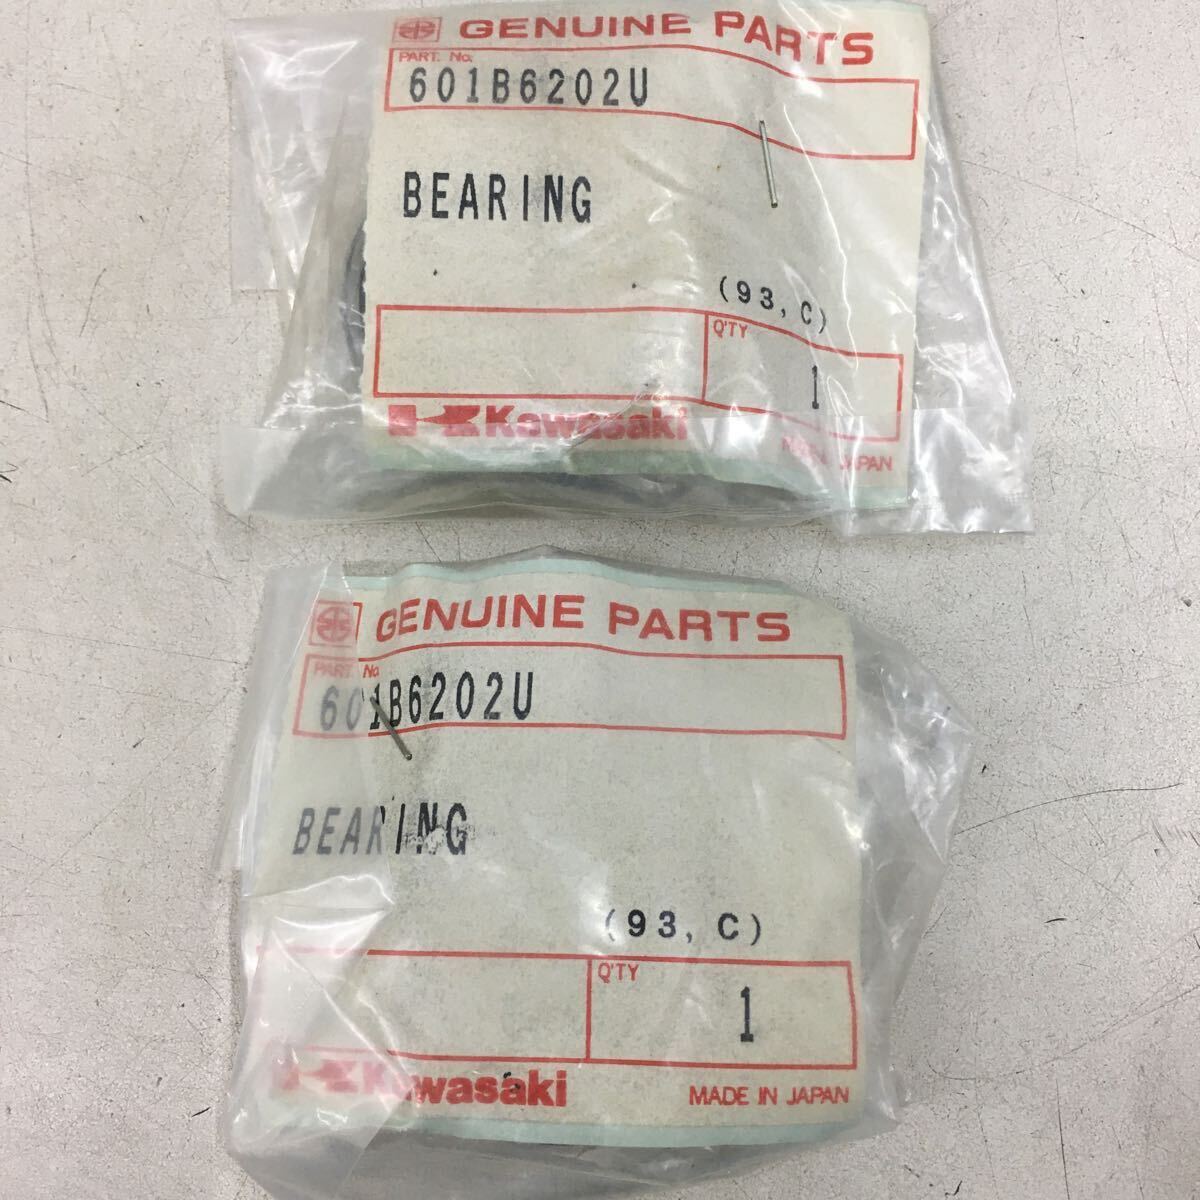 GENUINE PARTS
PART. No.
601B6202U
BEARING
(93, C)
Q'TY
1
Kawasaki
MADE IN JAPAN
GENUINE PARTS
PART. No.
601B6202U
BEARING
(93, C)
Q'TY
1
Kawasaki
MADE IN JAPAN